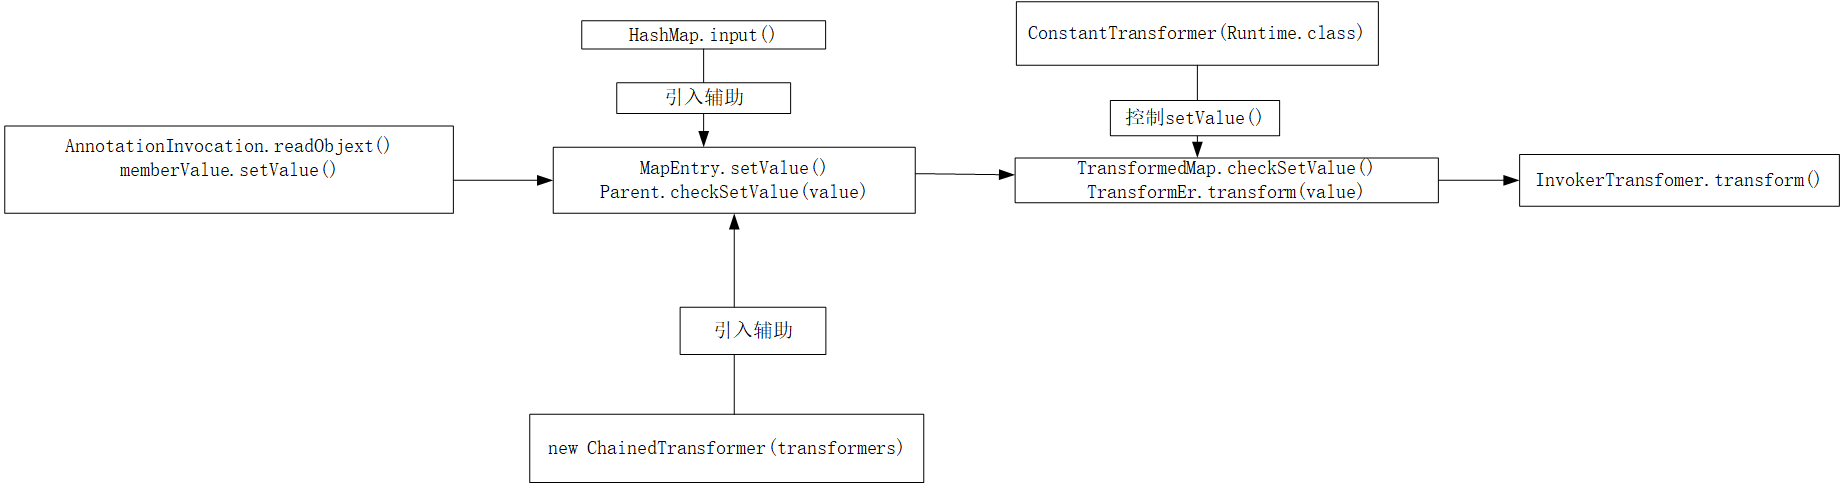 HashMap.input()
ConstantTransformer(Runtime.class)
引入辅助
控制setValue()
AnnotationInvocation.readObjext()
memberValue.setValue()
MapEntry.setValue()
Parent.checkSetValue(value)
TransformedMap.checkSetValue()
TransformEr.transform(value)
InvokerTransfomer.transform()
引入辅助
new ChainedTransformer(transformers)